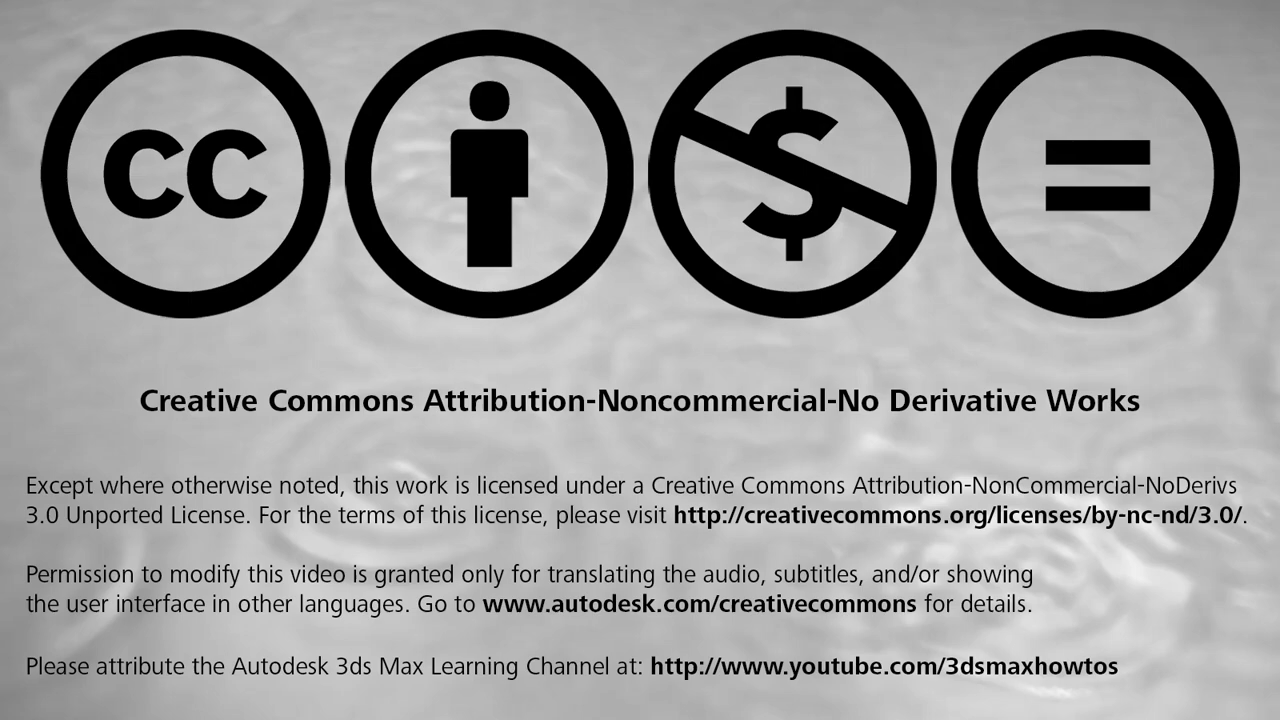 cc
$
=
Creative Commons Attribution-Noncommercial-No Derivative Works
Except where otherwise noted, this work is licensed under a Creative Commons Attribution-NonCommercial-NoDerivs
3.0 Unported License. For the terms of this license, please visit http://creativecommons.org/licenses/by-nc-nd/3.0/.
Permission to modify this video is granted only for translating the audio, subtitles, and/or showing
the user interface in other languages. Go to www.autodesk.com/creativecommons for details.
Please attribute the Autodesk 3ds Max Learning Channel at: http://www.youtube.com/3dsmaxhowtos